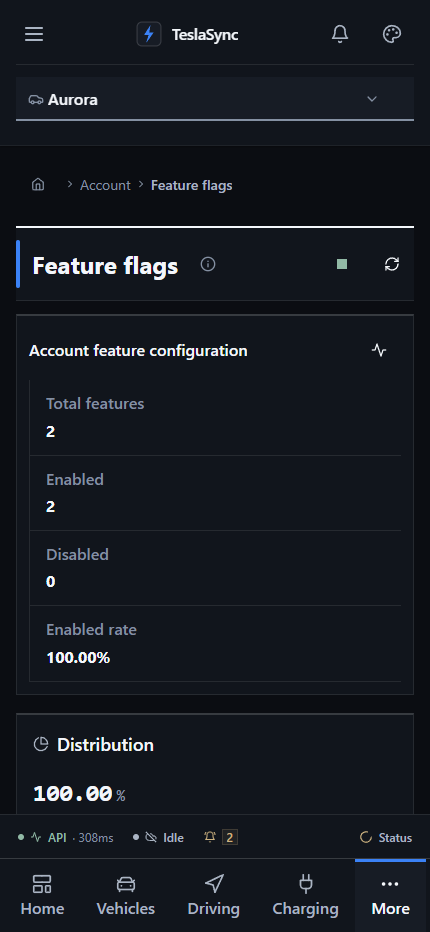 TeslaSync
Aurora
Account Feature flags
Feature flags
Account feature configuration
Total features
2
Enabled
2
Disabled
0
Enabled rate
100.00%
Distribution
100.00 %
API · 308ms Idle 2 Status
Home Vehicles Driving Charging More